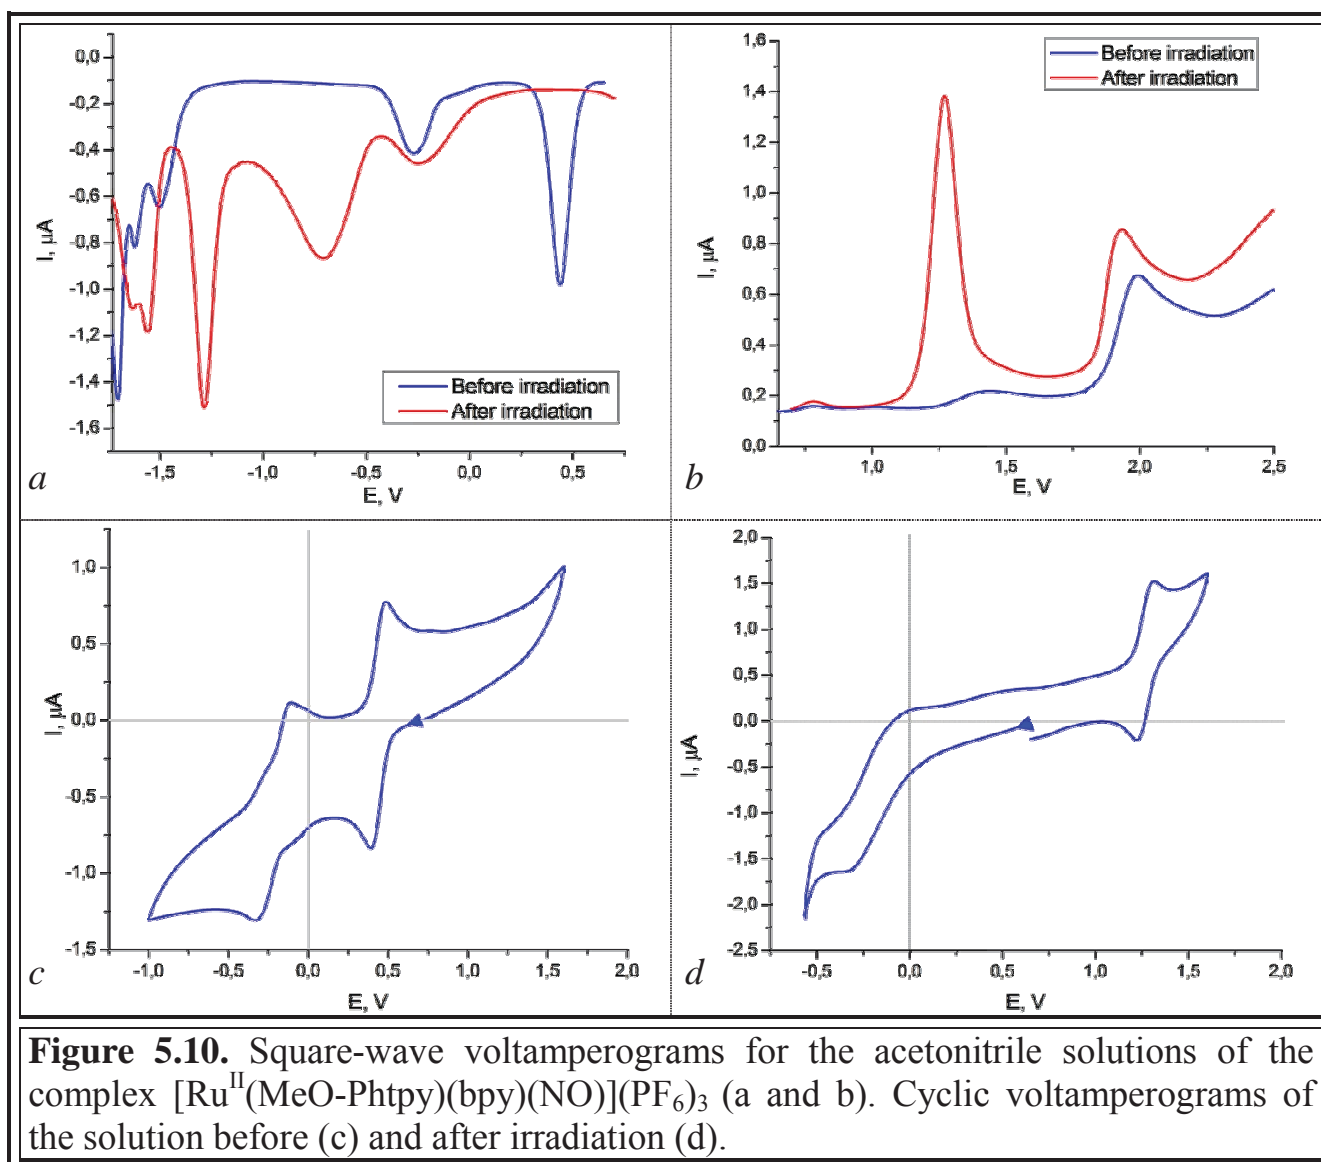 0,0
-0,2
-0,4
-0,6
-0,8
-1,0
-1,2
-1,4
-1,6
I, µA
-1,5 -1,0 -0,5 0,0 0,5
E, V
Before irradiation
After irradiation
a
1,6
1,4
1,2
1,0
0,8
0,6
0,4
0,2
0,0
I, µA
1,0 1,5 2,0 2,5
E, V
Before irradiation
After irradiation
b
1,0
0,5
0,0
-0,5
-1,0
-1,5
I, µA
-1,0 -0,5 0,0 0,5 1,0 1,5 2,0
E, V
c
2,0
1,5
1,0
0,5
0,0
-0,5
-1,0
-1,5
-2,0
-2,5
I, µA
-0,5 0,0 0,5 1,0 1,5 2,0
E, V
d
Figure 5.10. Square-wave voltamperograms for the acetonitrile solutions of the
complex [Ru^II(MeO-Phtpy)(bpy)(NO)](PF₆)₃ (a and b). Cyclic voltamperograms of
the solution before (c) and after irradiation (d).